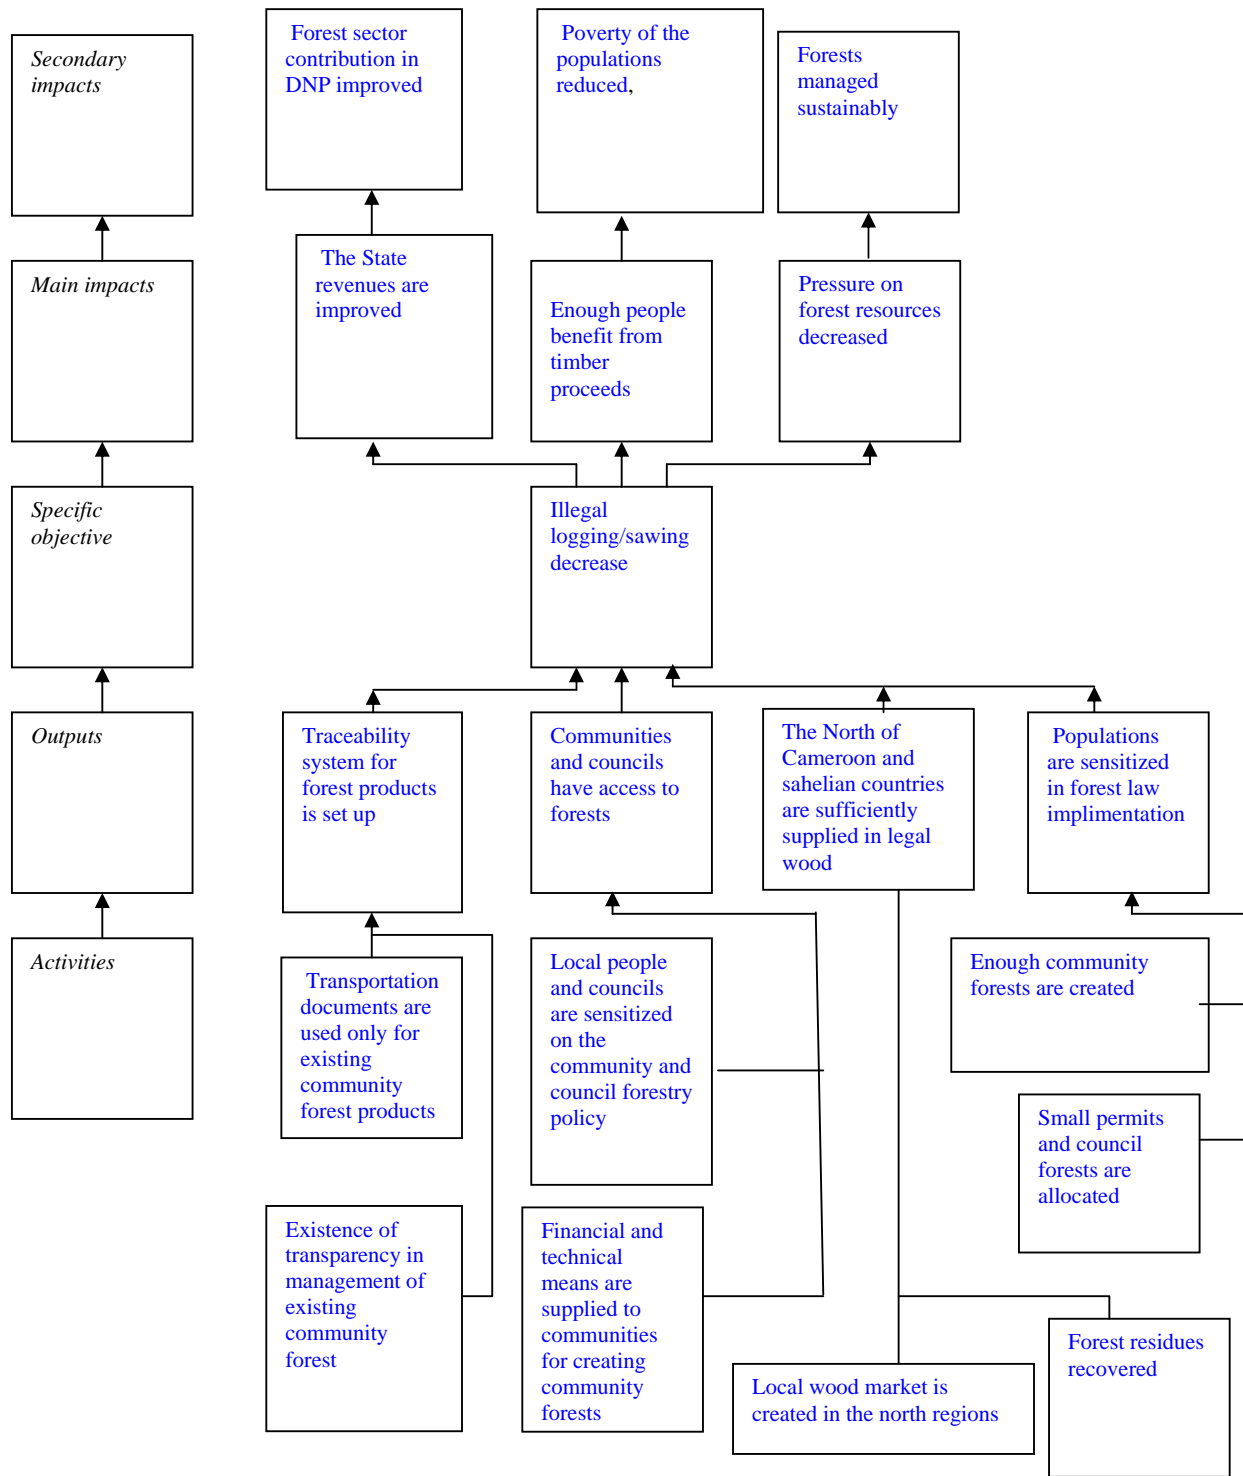 Secondary
impacts
Forest sector
contribution in
DNP improved
Poverty of the
populations
reduced,
Forests
managed
sustainably
Main impacts
The State
revenues are
improved
Enough people
benefit from
timber
proceeds
Pressure on
forest resources
decreased
Specific
objective
Illegal
logging/sawing
decrease
Outputs
Traceability
system for
forest products
is set up
Communities
and councils
have access to
forests
The North of
Cameroon and
sahelian countries
are sufficiently
supplied in legal
wood
Populations
are sensitized
in forest law
implimentation
Activities
Transportation
documents are
used only for
existing
community
forest products
Local people
and councils
are sensitized
on the
community and
council forestry
policy
Enough community
forests are created
Small permits
and council
forests are
allocated
Existence of
transparency in
management of
existing
community
forest
Financial and
technical
means are
supplied to
communities
for creating
community
forests
Local wood market is
created in the north regions
Forest residues
recovered